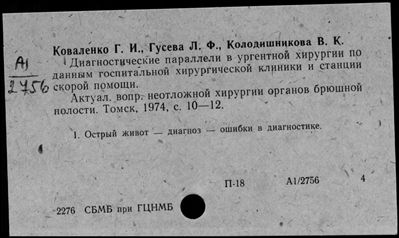 Коваленко Г. И., Гусева Л. Ф., Колодишникова В. К.
А1
2756
Диагностические параллели в ургентной хирургии по
данным госпитальной хирургической клиники и станции
скорой помощи.
Актуал. вопр. неотложной хирургии органов брюшной
полости. Томск, 1974, с. 10—12.
1. Острый живот — диагноз — ошибки в диагностике.
П-18 А1/2756 4
2276 СБМБ при ГЦНМБ